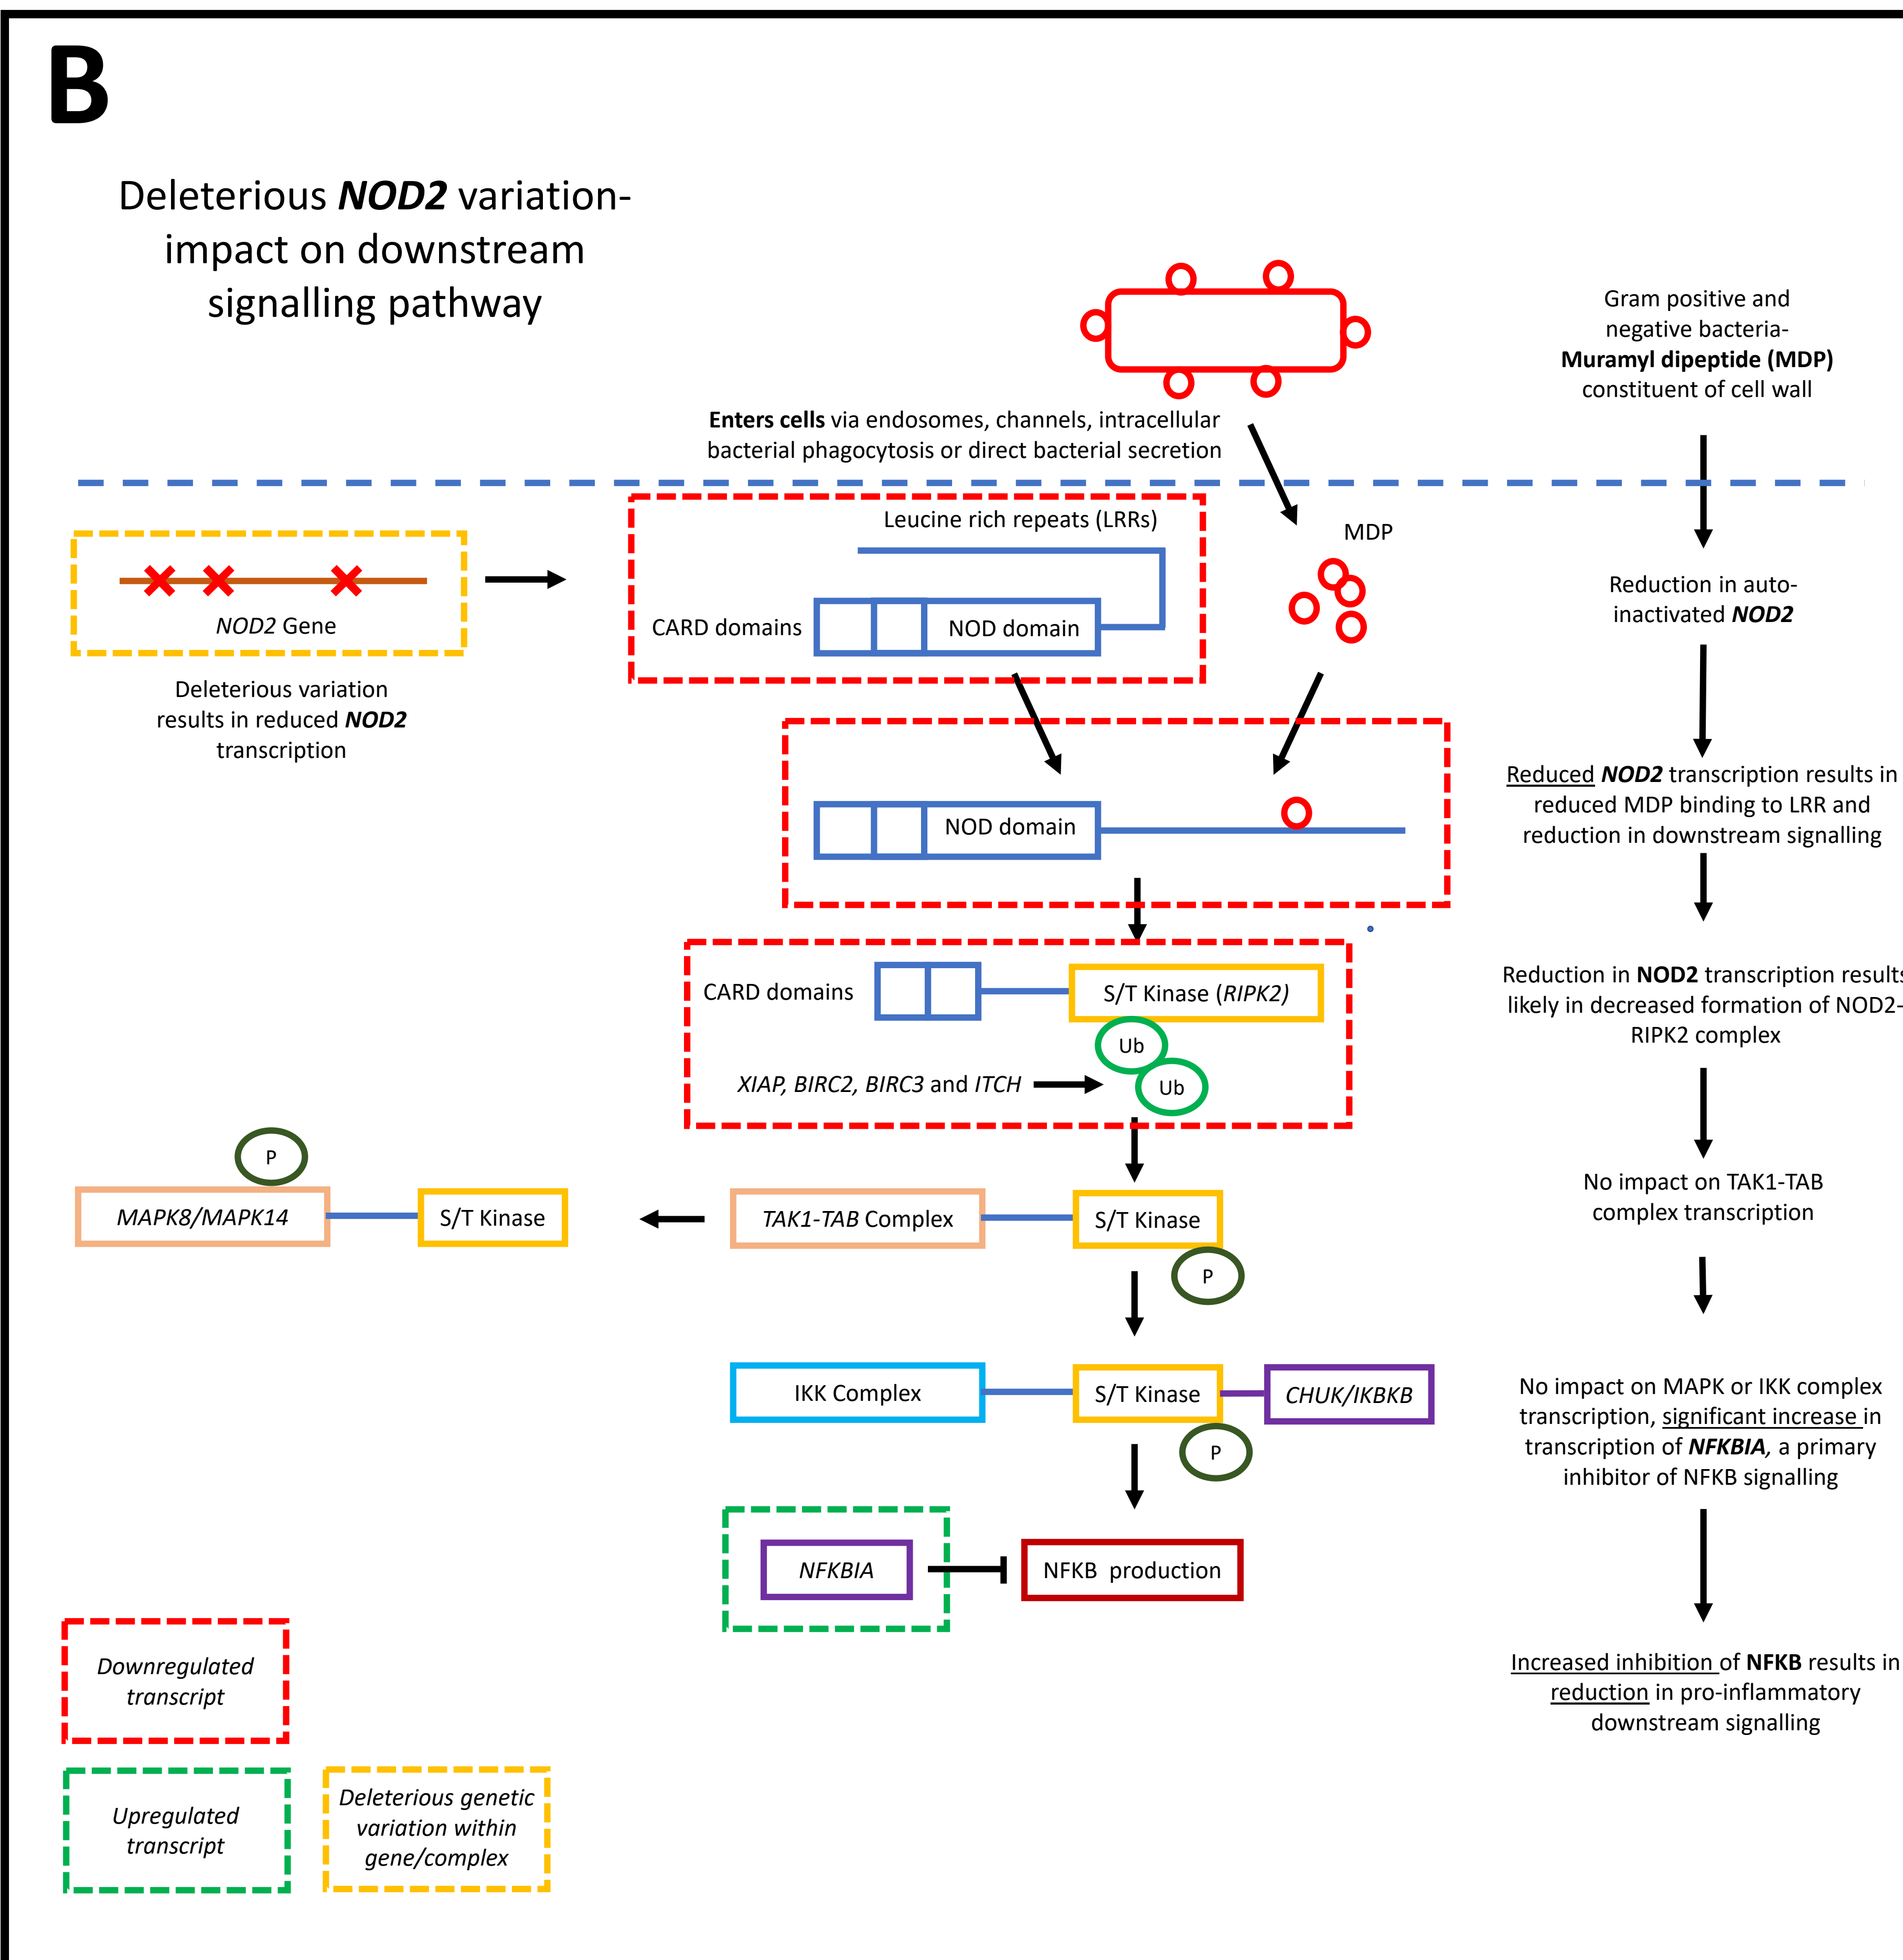 B
Deleterious NOD2 variation-
impact on downstream
signalling pathway
Gram positive and
negative bacteria-
Muramyl dipeptide (MDP)
constituent of cell wall
Enters cells via endosomes, channels, intracellular
bacterial phagocytosis or direct bacterial secretion
Leucine rich repeats (LRRs)
MDP
CARD domains
NOD domain
NOD2 Gene
Deleterious variation
results in reduced NOD2
transcription
Reduction in auto-
inactivated NOD2
NOD domain
Reduced NOD2 transcription results in
reduced MDP binding to LRR and
reduction in downstream signalling
CARD domains
S/T Kinase (RIPK2)
Ub
Ub
XIAP, BIRC2, BIRC3 and ITCH
Reduction in NOD2 transcription results
likely in decreased formation of NOD2-
RIPK2 complex
P
MAPK8/MAPK14
S/T Kinase
TAK1-TAB Complex
S/T Kinase
P
No impact on TAK1-TAB
complex transcription
IKK Complex
S/T Kinase
CHUK/IKBKB
P
No impact on MAPK or IKK complex
transcription, significant increase in
transcription of NFKBIA, a primary
inhibitor of NFKB signalling
NFKBIA
NFKB production
Increased inhibition of NFKB results in
reduction in pro-inflammatory
downstream signalling
Downregulated
transcript
Upregulated
transcript
Deleterious genetic
variation within
gene/complex